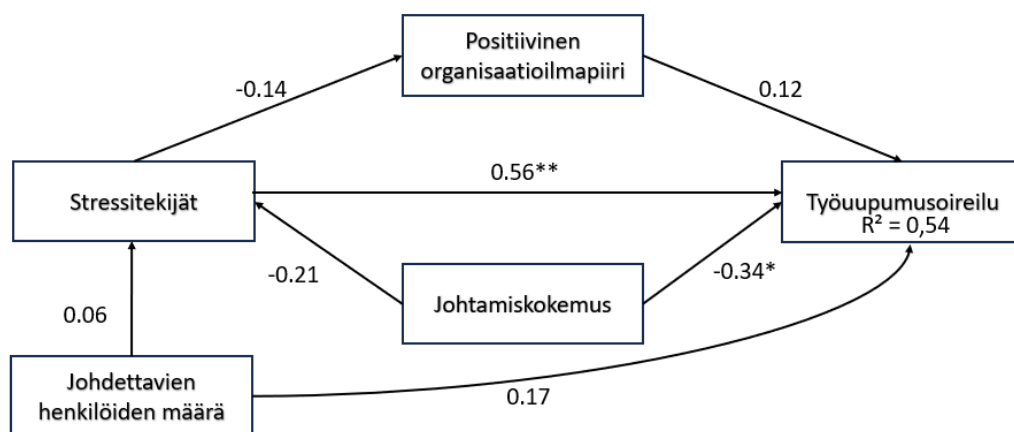 Positiivinen
organisaatioilmapiiri
-0.14
0.12
0.56**
Stressitekijät
Työuupumusoireilu
R² = 0,54
-0.21
-0.34*
Johtamiskokemus
0.06
Johdettavien
henkilöiden määrä
0.17